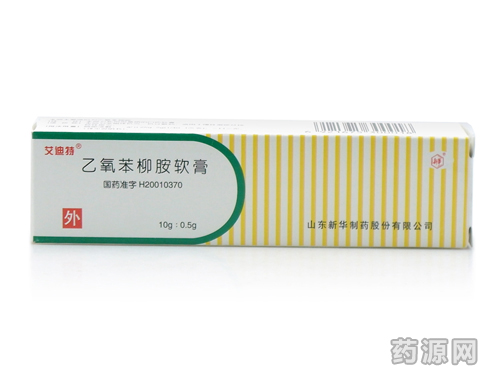 艾迪特®
乙氧苯柳胺软膏
国药准字 H20010370
外
10g:0.5g
山东新华制药股份有限公司
药源网